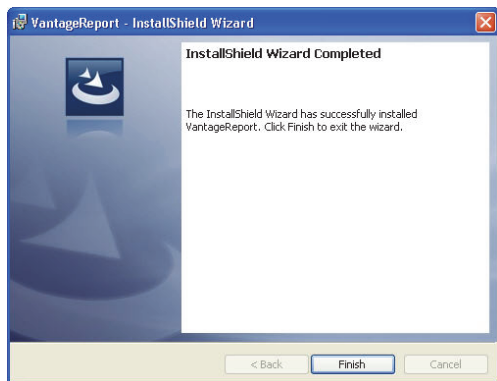 VantageReport - InstallShield Wizard
InstallShield Wizard Completed
The InstallShield Wizard has successfully installed
VantageReport. Click Finish to exit the wizard.
< Back Finish Cancel